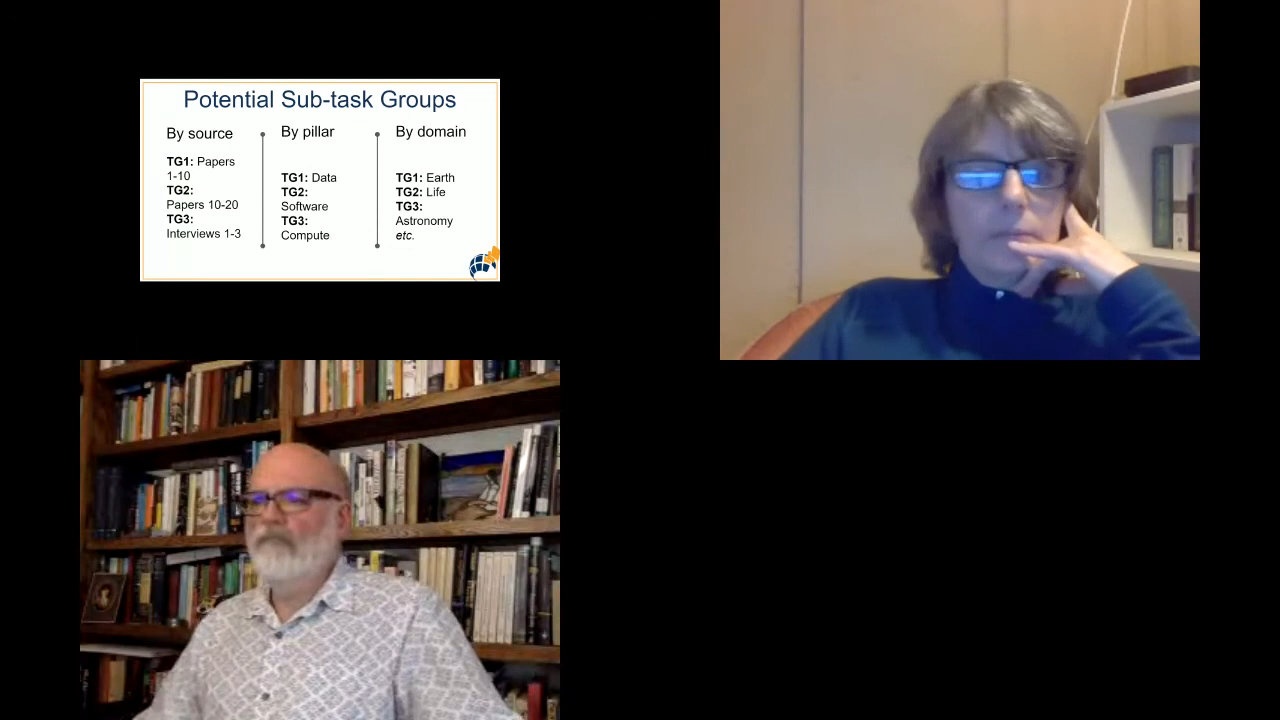 Potential Sub-task Groups
By source
TG1: Papers
1-10
TG2:
Papers 10-20
TG3:
Interviews 1-3
By pillar
TG1: Data
TG2:
Software
TG3:
Compute
By domain
TG1: Earth
TG2: Life
TG3:
Astronomy
etc.